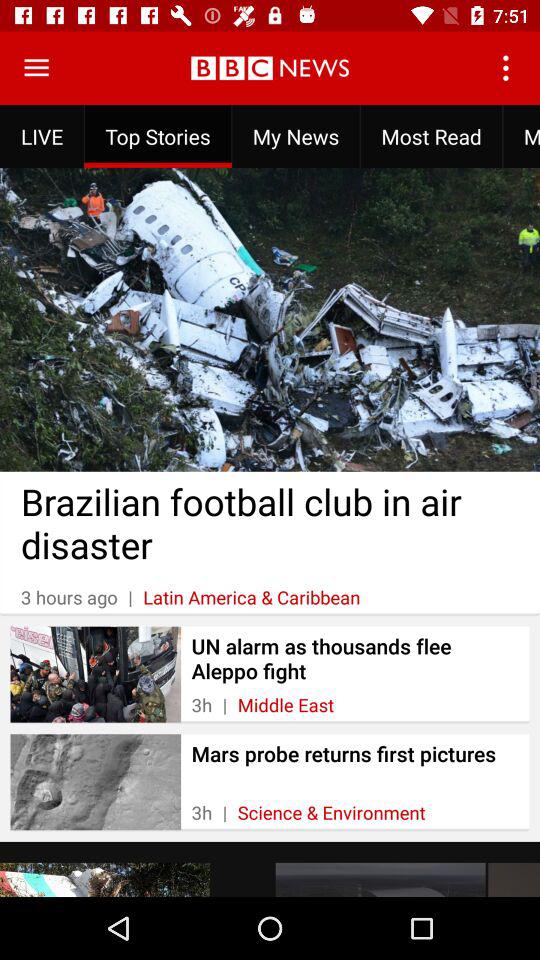 7:51
BBC NEWS
LIVE Top Stories My News Most Read M
CP
Brazilian football club in air
disaster
3 hours ago | Latin America & Caribbean
UN alarm as thousands flee
Aleppo fight
3h | Middle East
Mars probe returns first pictures
3h | Science & Environment